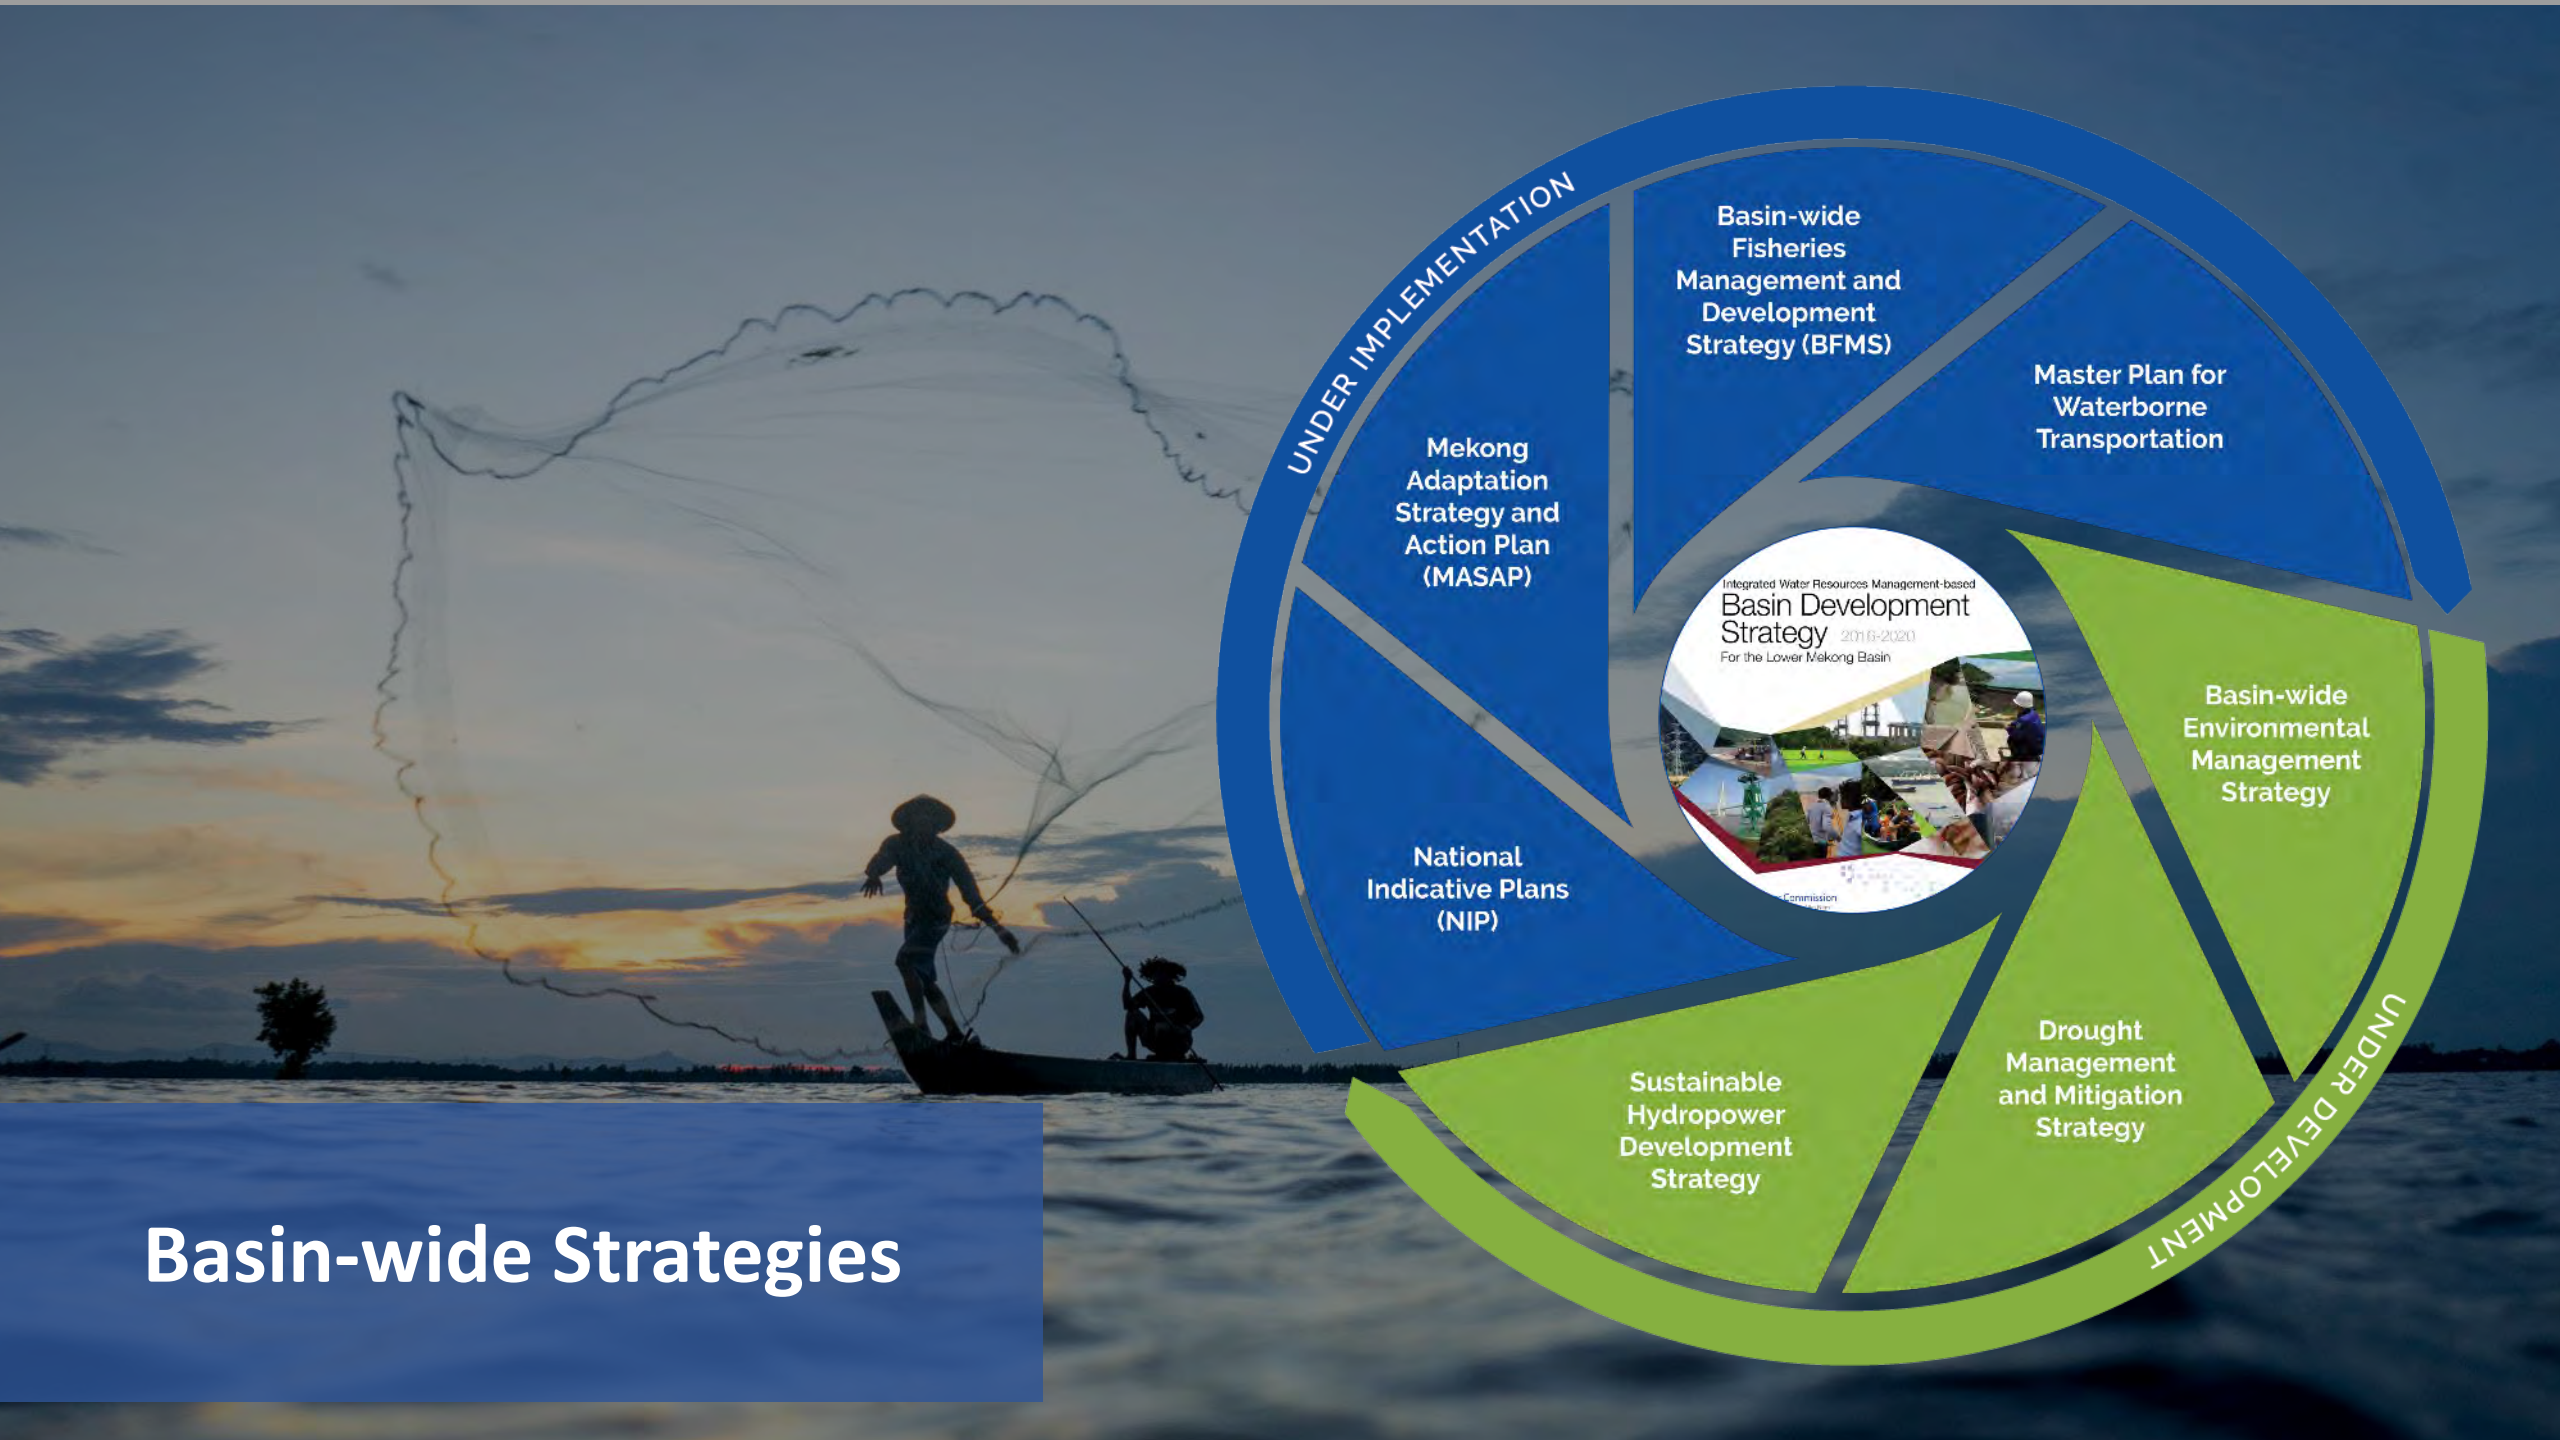 UNDER IMPLEMENTATION
Basin-wide
Fisheries
Management and
Development
Strategy (BFMS)
Master Plan for
Waterborne
Transportation
Mekong
Adaptation
Strategy and
Action Plan
(MASAP)
National
Indicative Plans
(NIP)
Integrated Water Resources Management-based
Basin Development
Strategy 2016-2020
For the Lower Mekong Basin
Commission
Basin-wide
Environmental
Management
Strategy
Drought
Management
and Mitigation
Strategy
Sustainable
Hydropower
Development
Strategy
UNDER DEVELOPMENT
Basin-wide Strategies